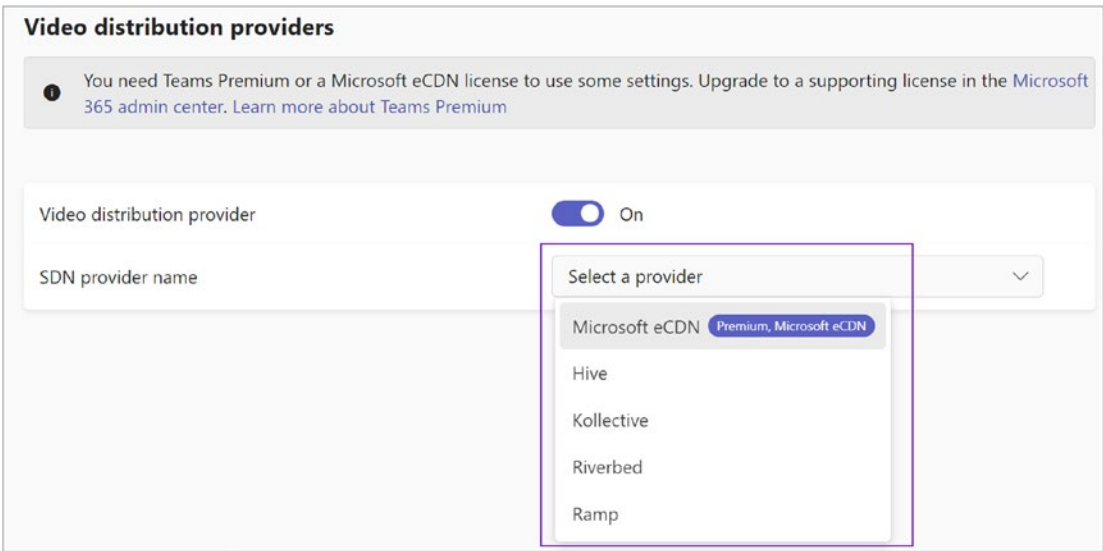 Video distribution providers
You need Teams Premium or a Microsoft eCDN license to use some settings. Upgrade to a supporting license in the Microsoft
365 admin center. Learn more about Teams Premium
Video distribution provider
On
SDN provider name
Select a provider
Microsoft eCDN Premium, Microsoft eCDN
Hive
Kollective
Riverbed
Ramp